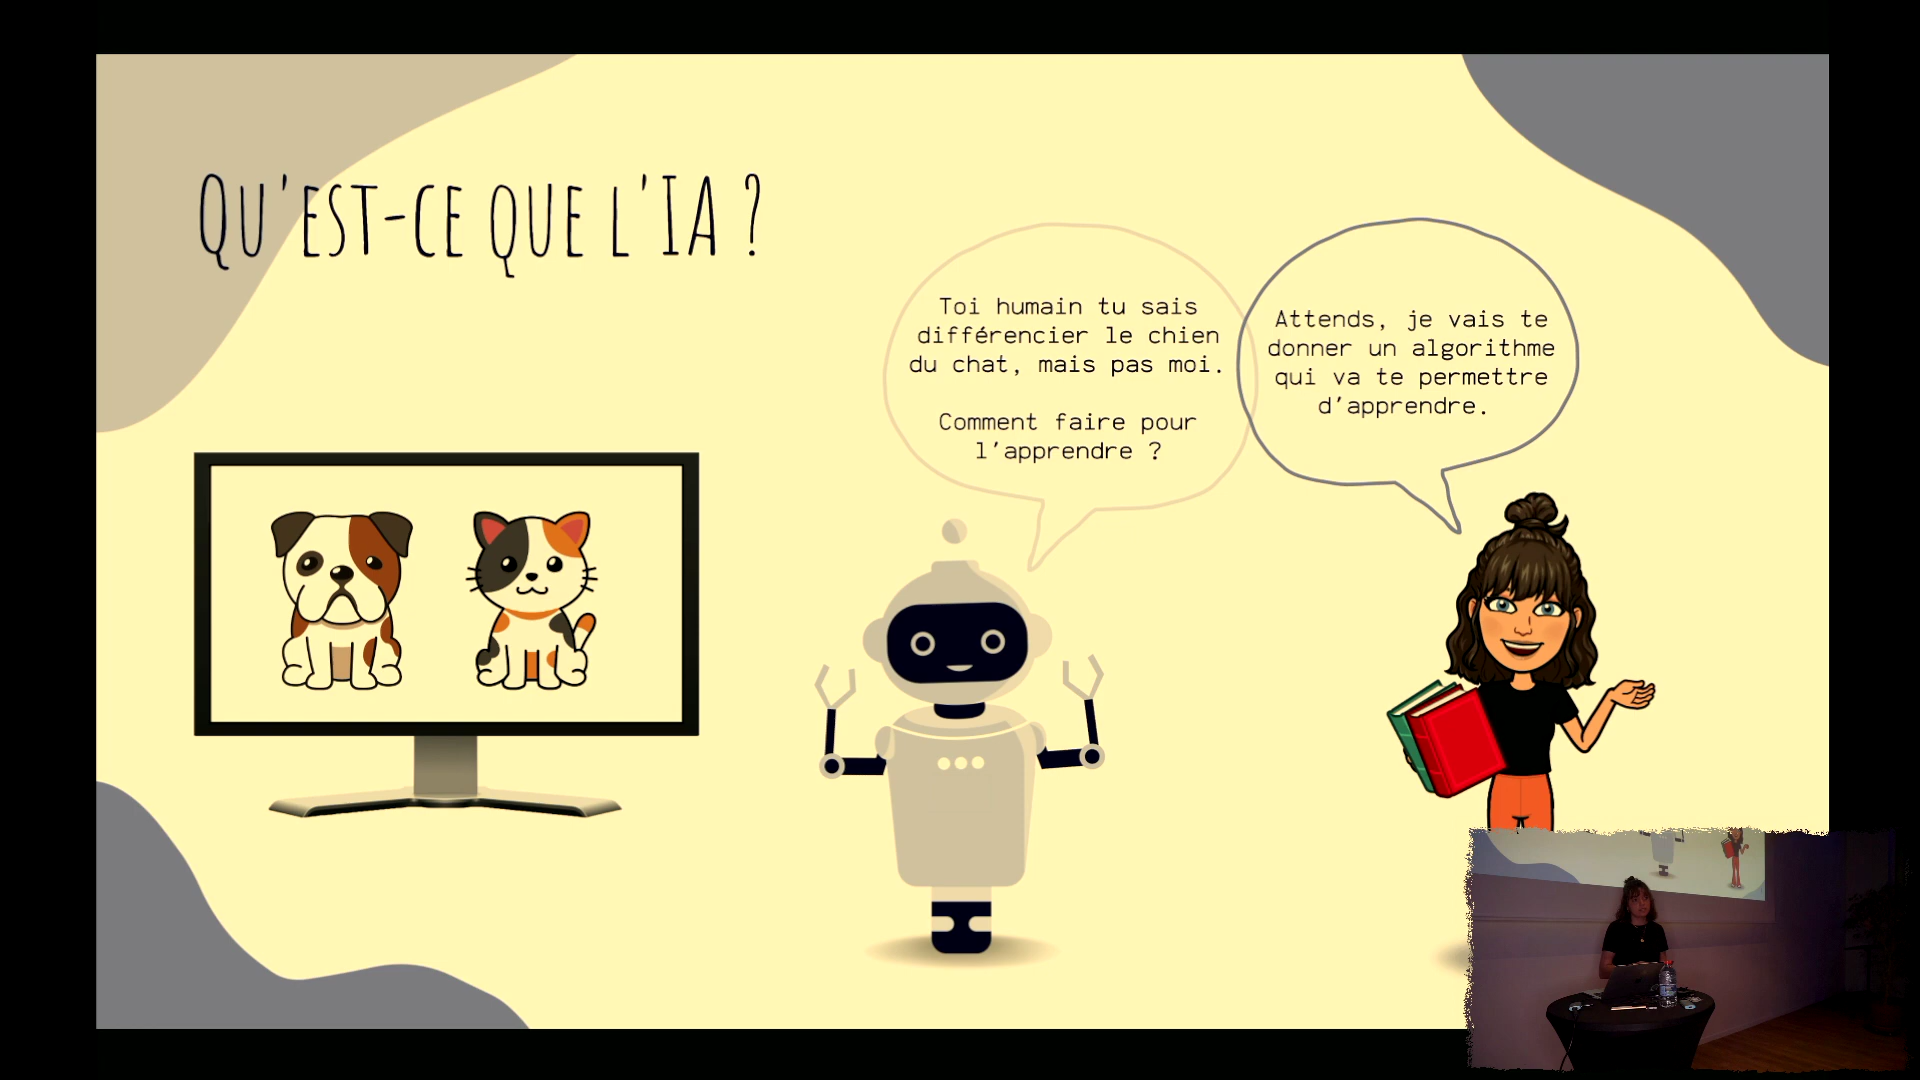 QU'EST-CE QUE L'IA ?
Toi humain tu sais
différencier le chien
du chat, mais pas moi.
Comment faire pour
l'apprendre ?
Attends, je vais te
donner un algorithme
qui va te permettre
d'apprendre.